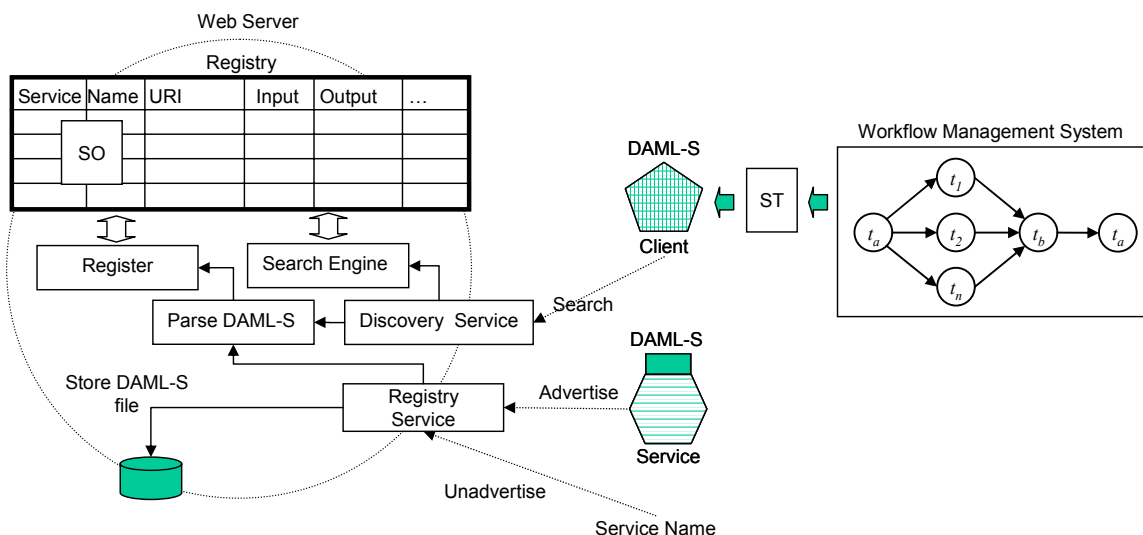 Web Server
Registry
Service Name URI Input Output …
SO
Workflow Management System
DAML-S
ST
Client
t1
ta t2 tb ta
tn
Register
Search Engine
Search
Parse DAML-S
Discovery Service
DAML-S
Store DAML-S
file
Registry
Service
Advertise
Service
Unadvertise
Service Name